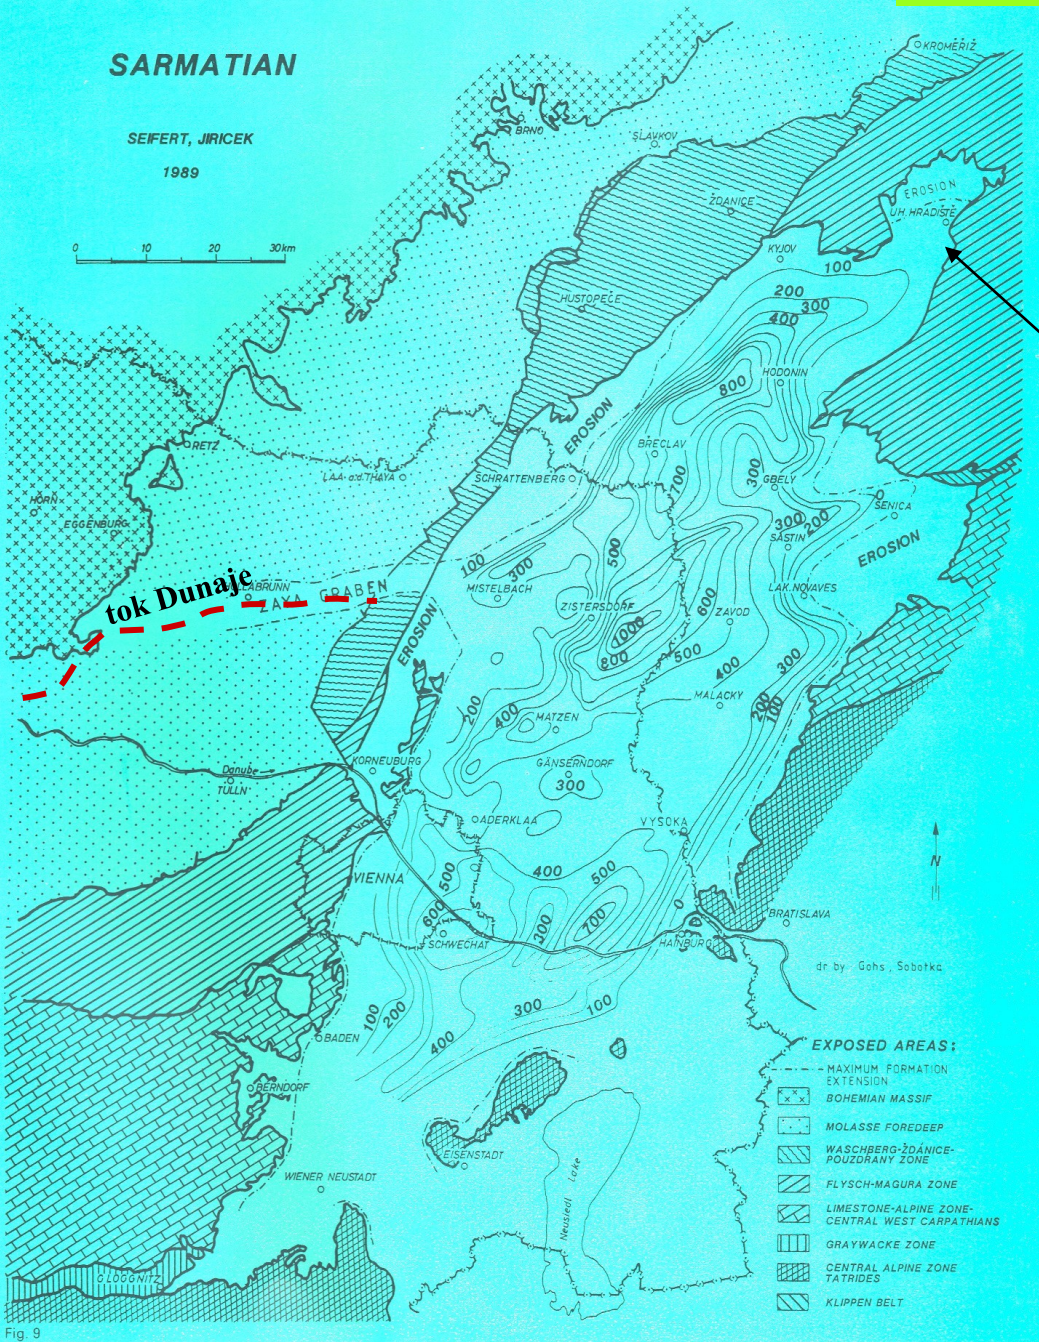 SARMATIAN
SEIFERT, JIRICEK
1989
0 10 20 30km
KROMĚŘÍŽ
BRNO
SLAVKOV
ŽDANICE
EROSION
UH. HRADIŠTĚ
KYJOV
100
200
300
400
HUSTOPEČE
800
HODONIN
EROSION
BRECLAV
RETZ
LAA a.d. THAYA
SCHRATTENBERG
700
300
GBELY
0
SENICA
HORN
EGGENBURG
300
200
SASTIN
EROSION
500
100
300
MISTELBACH
LAK.NOVAVES
tok Dunaje
ZAYA GRABEN
ZISTERSDORF
600
ZAVOD
1000
EROSION
800
500
400
300
MALACKY
200
100
200
400
MATZEN
KORNEUBURG
GÄNSERNDORF
300
Danube
TULLN
ADERKLAA
VYSOKA
VIENNA
500
400
500
600
300
700
0
SCHWECHAT
HAINBURG
BRATISLAVA
N
dr by Gohs, Sobotka
100
200
300
100
400
BADEN
BERNDORF
EISENSTADT
WIENER NEUSTADT
Neusiedl Lake
GLOGGNITZ
EXPOSED AREAS:
MAXIMUM FORMATION
EXTENSION
BOHEMIAN MASSIF
MOLASSE FOREDEEP
WASCHBERG-ŽDÁNICE-
POUZDRANY ZONE
FLYSCH-MAGURA ZONE
LIMESTONE-ALPINE ZONE-
CENTRAL WEST CARPATHIANS
GRAYWACKE ZONE
CENTRAL ALPINE ZONE
TATRIDES
KLIPPEN BELT
Fig. 9